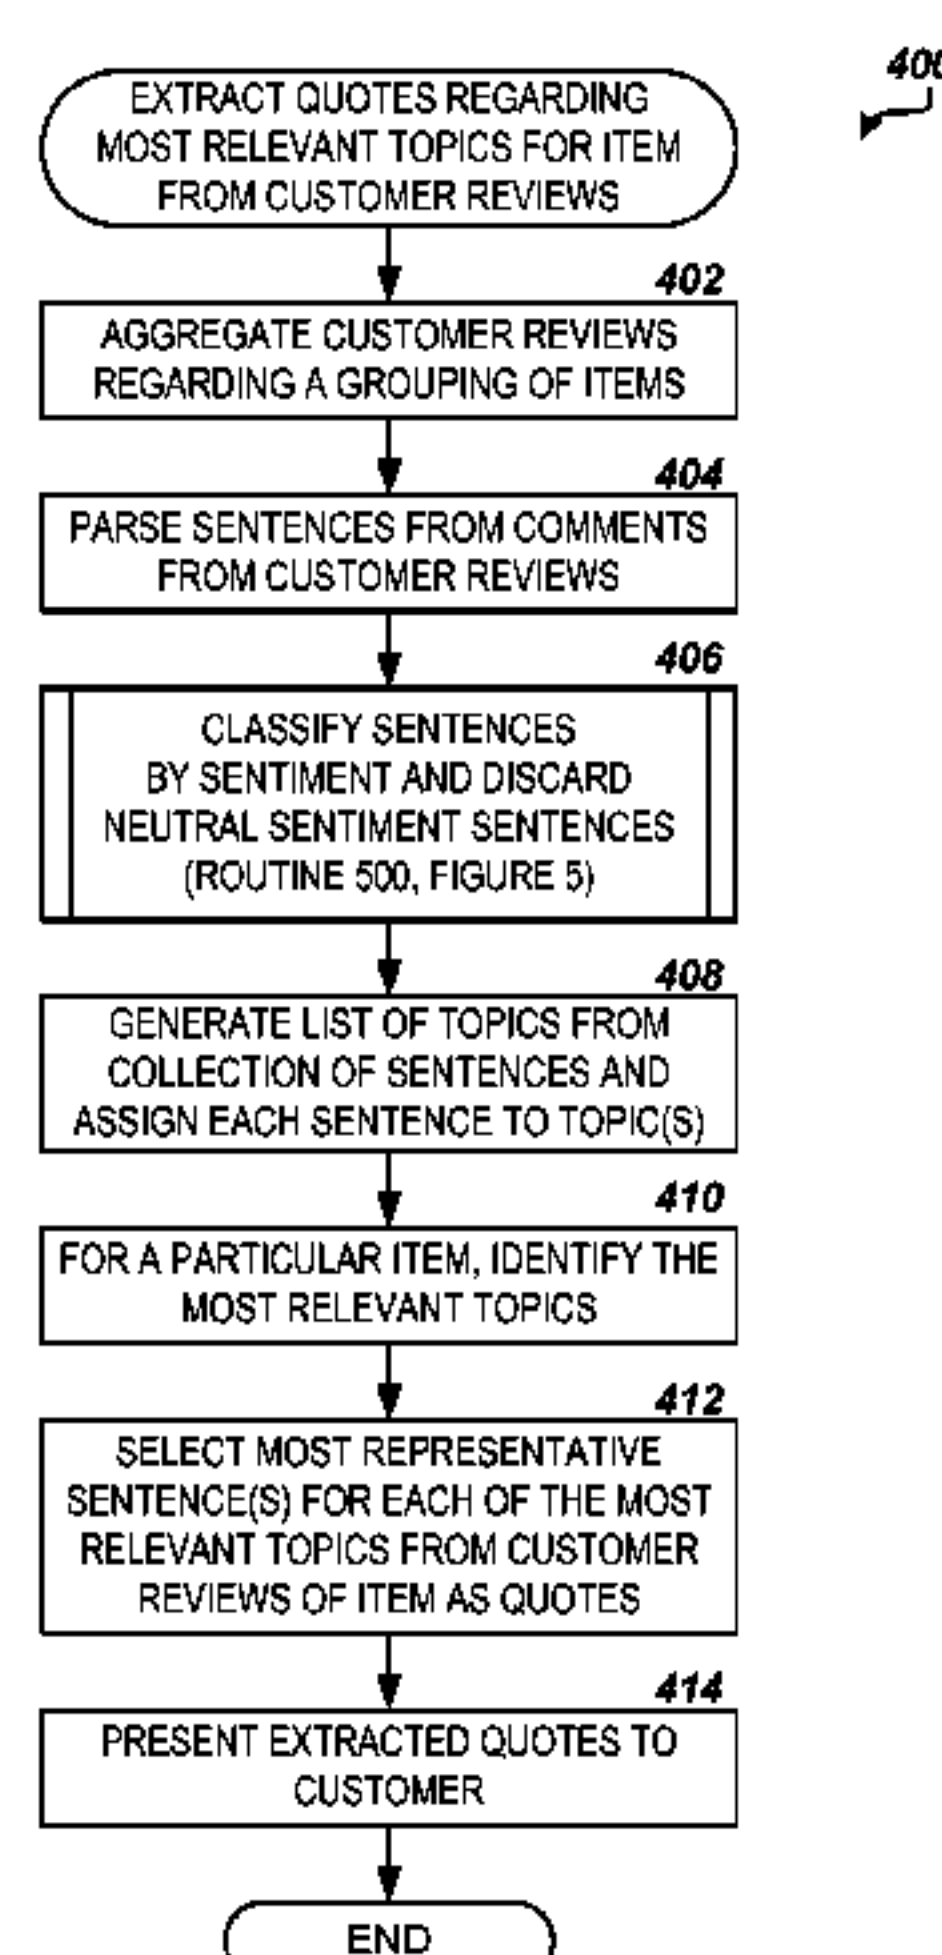 400
EXTRACT QUOTES REGARDING
MOST RELEVANT TOPICS FOR ITEM
FROM CUSTOMER REVIEWS
402
AGGREGATE CUSTOMER REVIEWS
REGARDING A GROUPING OF ITEMS
404
PARSE SENTENCES FROM COMMENTS
FROM CUSTOMER REVIEWS
406
CLASSIFY SENTENCES
BY SENTIMENT AND DISCARD
NEUTRAL SENTIMENT SENTENCES
(ROUTINE 500, FIGURE 5)
408
GENERATE LIST OF TOPICS FROM
COLLECTION OF SENTENCES AND
ASSIGN EACH SENTENCE TO TOPIC(S)
410
FOR A PARTICULAR ITEM, IDENTIFY THE
MOST RELEVANT TOPICS
412
SELECT MOST REPRESENTATIVE
SENTENCE(S) FOR EACH OF THE MOST
RELEVANT TOPICS FROM CUSTOMER
REVIEWS OF ITEM AS QUOTES
414
PRESENT EXTRACTED QUOTES TO
CUSTOMER
END